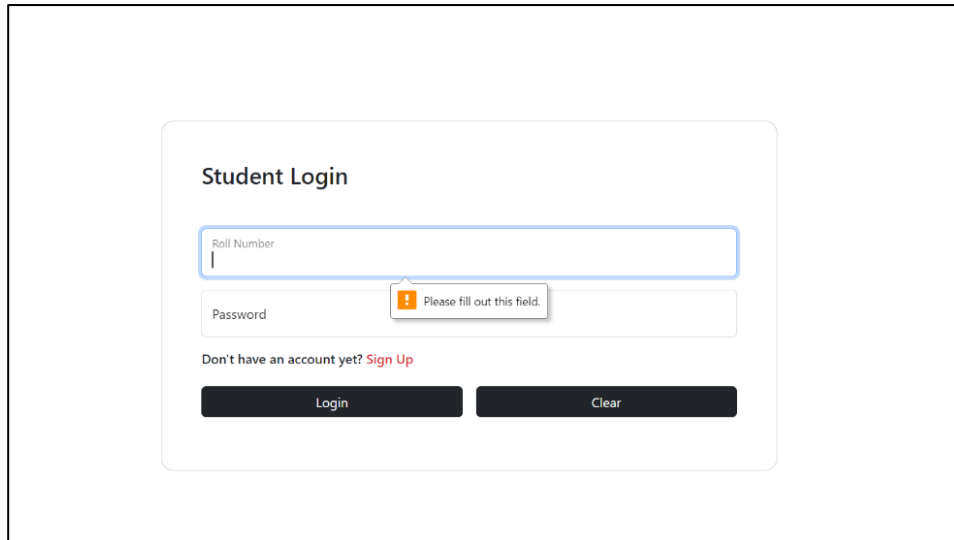 Student Login
Roll Number
Please fill out this field.
Password
Don't have an account yet? Sign Up
Login
Clear